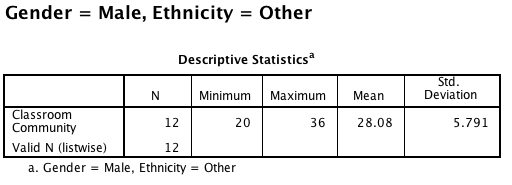 Gender = Male, Ethnicity = Other
Descriptive Statisticsa
N Minimum Maximum Mean Std. Deviation
Classroom Community 12 20 36 28.08 5.791
Valid N (listwise) 12
a. Gender = Male, Ethnicity = Other